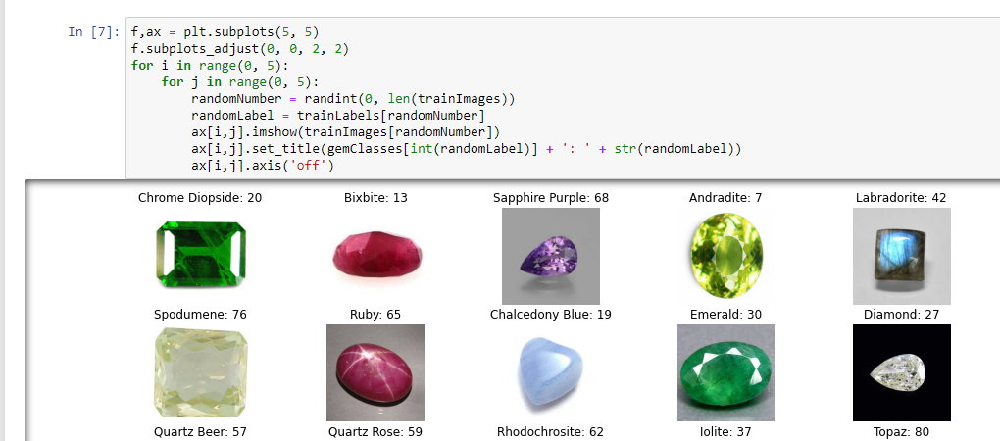 In [7]: f,ax = plt.subplots(5, 5)
f.subplots_adjust(0, 0, 2, 2)
for i in range(0, 5):
    for j in range(0, 5):
        randomNumber = randint(0, len(trainImages))
        randomLabel = trainLabels[randomNumber]
        ax[i,j].imshow(trainImages[randomNumber])
        ax[i,j].set_title(gemClasses[int(randomLabel)] + ': ' + str(randomLabel))
        ax[i,j].axis('off')
Chrome Diopside: 20 Bixbite: 13 Sapphire Purple: 68 Andradite: 7 Labradorite: 42
Spodumene: 76 Ruby: 65 Chalcedony Blue: 19 Emerald: 30 Diamond: 27
Quartz Beer: 57 Quartz Rose: 59 Rhodochrosite: 62 Iolite: 37 Topaz: 80